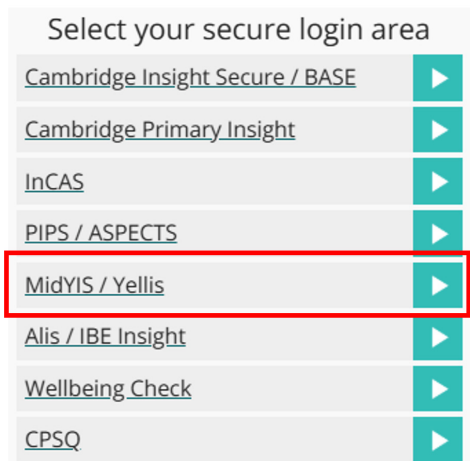 Select your secure login area
Cambridge Insight Secure / BASE
Cambridge Primary Insight
InCAS
PIPS / ASPECTS
MidYIS / Yellis
Alis / IBE Insight
Wellbeing Check
CPSQ